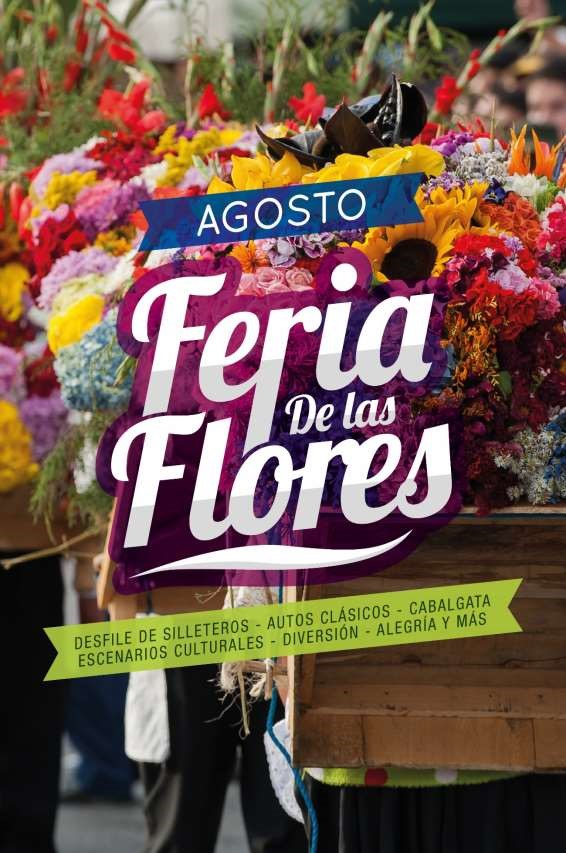 AGOSTO
Feria
De las
Flores
DESFILE DE SILLETEROS - AUTOS CLÁSICOS - CABALGATA
ESCENARIOS CULTURALES - DIVERSIÓN - ALEGRÍA Y MÁS